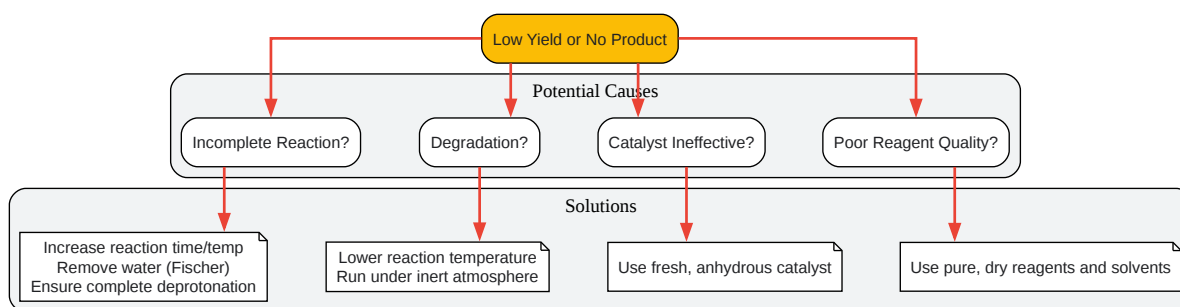 Low Yield or No Product
Potential Causes
Incomplete Reaction?
Degradation?
Catalyst Ineffective?
Poor Reagent Quality?
Solutions
Increase reaction time/temp
Remove water (Fischer)
Ensure complete deprotonation
Lower reaction temperature
Run under inert atmosphere
Use fresh, anhydrous catalyst
Use pure, dry reagents and solvents